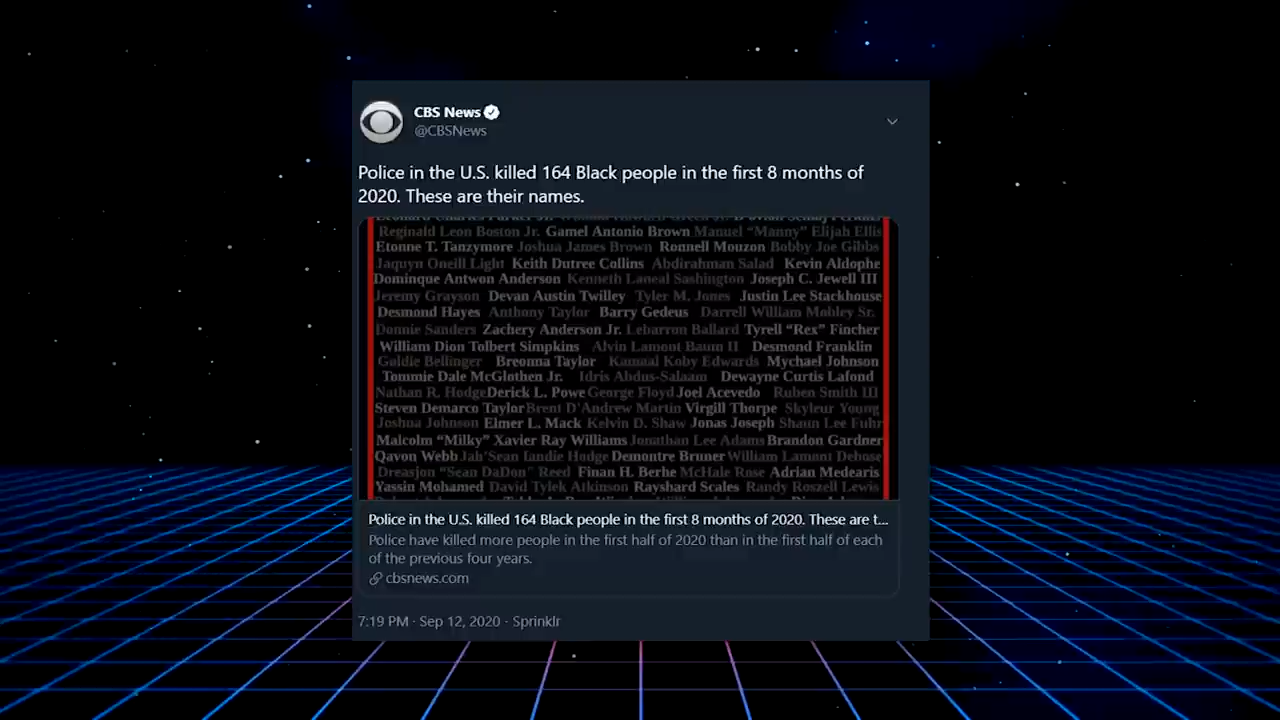 CBS News
@CBSNews
Police in the U.S. killed 164 Black people in the first 8 months of
2020. These are their names.
Reginald Leon Boston Jr. Gamel Antonio Brown Manuel “Manny” Elijah Ellis
Etonne T. Tanzymore Joshua James Brown Ronnell Mouzon Bobby Joe Gibbs
Jaquyn Oneill Light Keith Dutree Collins Abdirahman Salad Kevin Aldophe
Dominque Antwon Anderson Kenneth Laneal Sashington Joseph C. Jewell III
Jeremy Grayson Devan Austin Twilley Tyler M. Jones Justin Lee Stackhouse
Desmond Hayes Anthony Taylor Barry Gedeus Darrell William Mobley Sr.
Donnie Sanders Zachery Anderson Jr. Lebarron Ballard Tyrell “Rex” Fincher
William Dion Tolbert Simpkins Alvin Lamont Baum II Desmond Franklin
Goldie Bellinger Breonna Taylor Kamaal Koby Edwards Mychael Johnson
Tommie Dale McGlothen Jr. Idris Abdus-Salaam Dewayne Curtis Lafond
Nathan R. Hodge Derick L. Powe George Floyd Joel Acevedo Ruben Smith III
Steven Demarco Taylor Brent D'Andrew Martin Virgill Thorpe Skyleur Young
Joshua Johnson Elmer L. Mack Kelvin D. Shaw Jonas Joseph Shaun Lee Fuhr
Malcolm “Milky” Xavier Ray Williams Jonathan Lee Adams Brandon Gardner
Qavon Webb Jah'Sean Iandie Hodge Demontre Bruner William Lamont Debose
Dreasjon “Sean DaDon” Reed Finan H. Berhe McHale Rose Adrian Medearis
Yassin Mohamed David Tylek Atkinson Rayshard Scales Randy Roszell Lewis
Police in the U.S. killed 164 Black people in the first 8 months of 2020. These are t...
Police have killed more people in the first half of 2020 than in the first half of each
of the previous four years.
cbsnews.com
7:19 PM · Sep 12, 2020 · Sprinklr